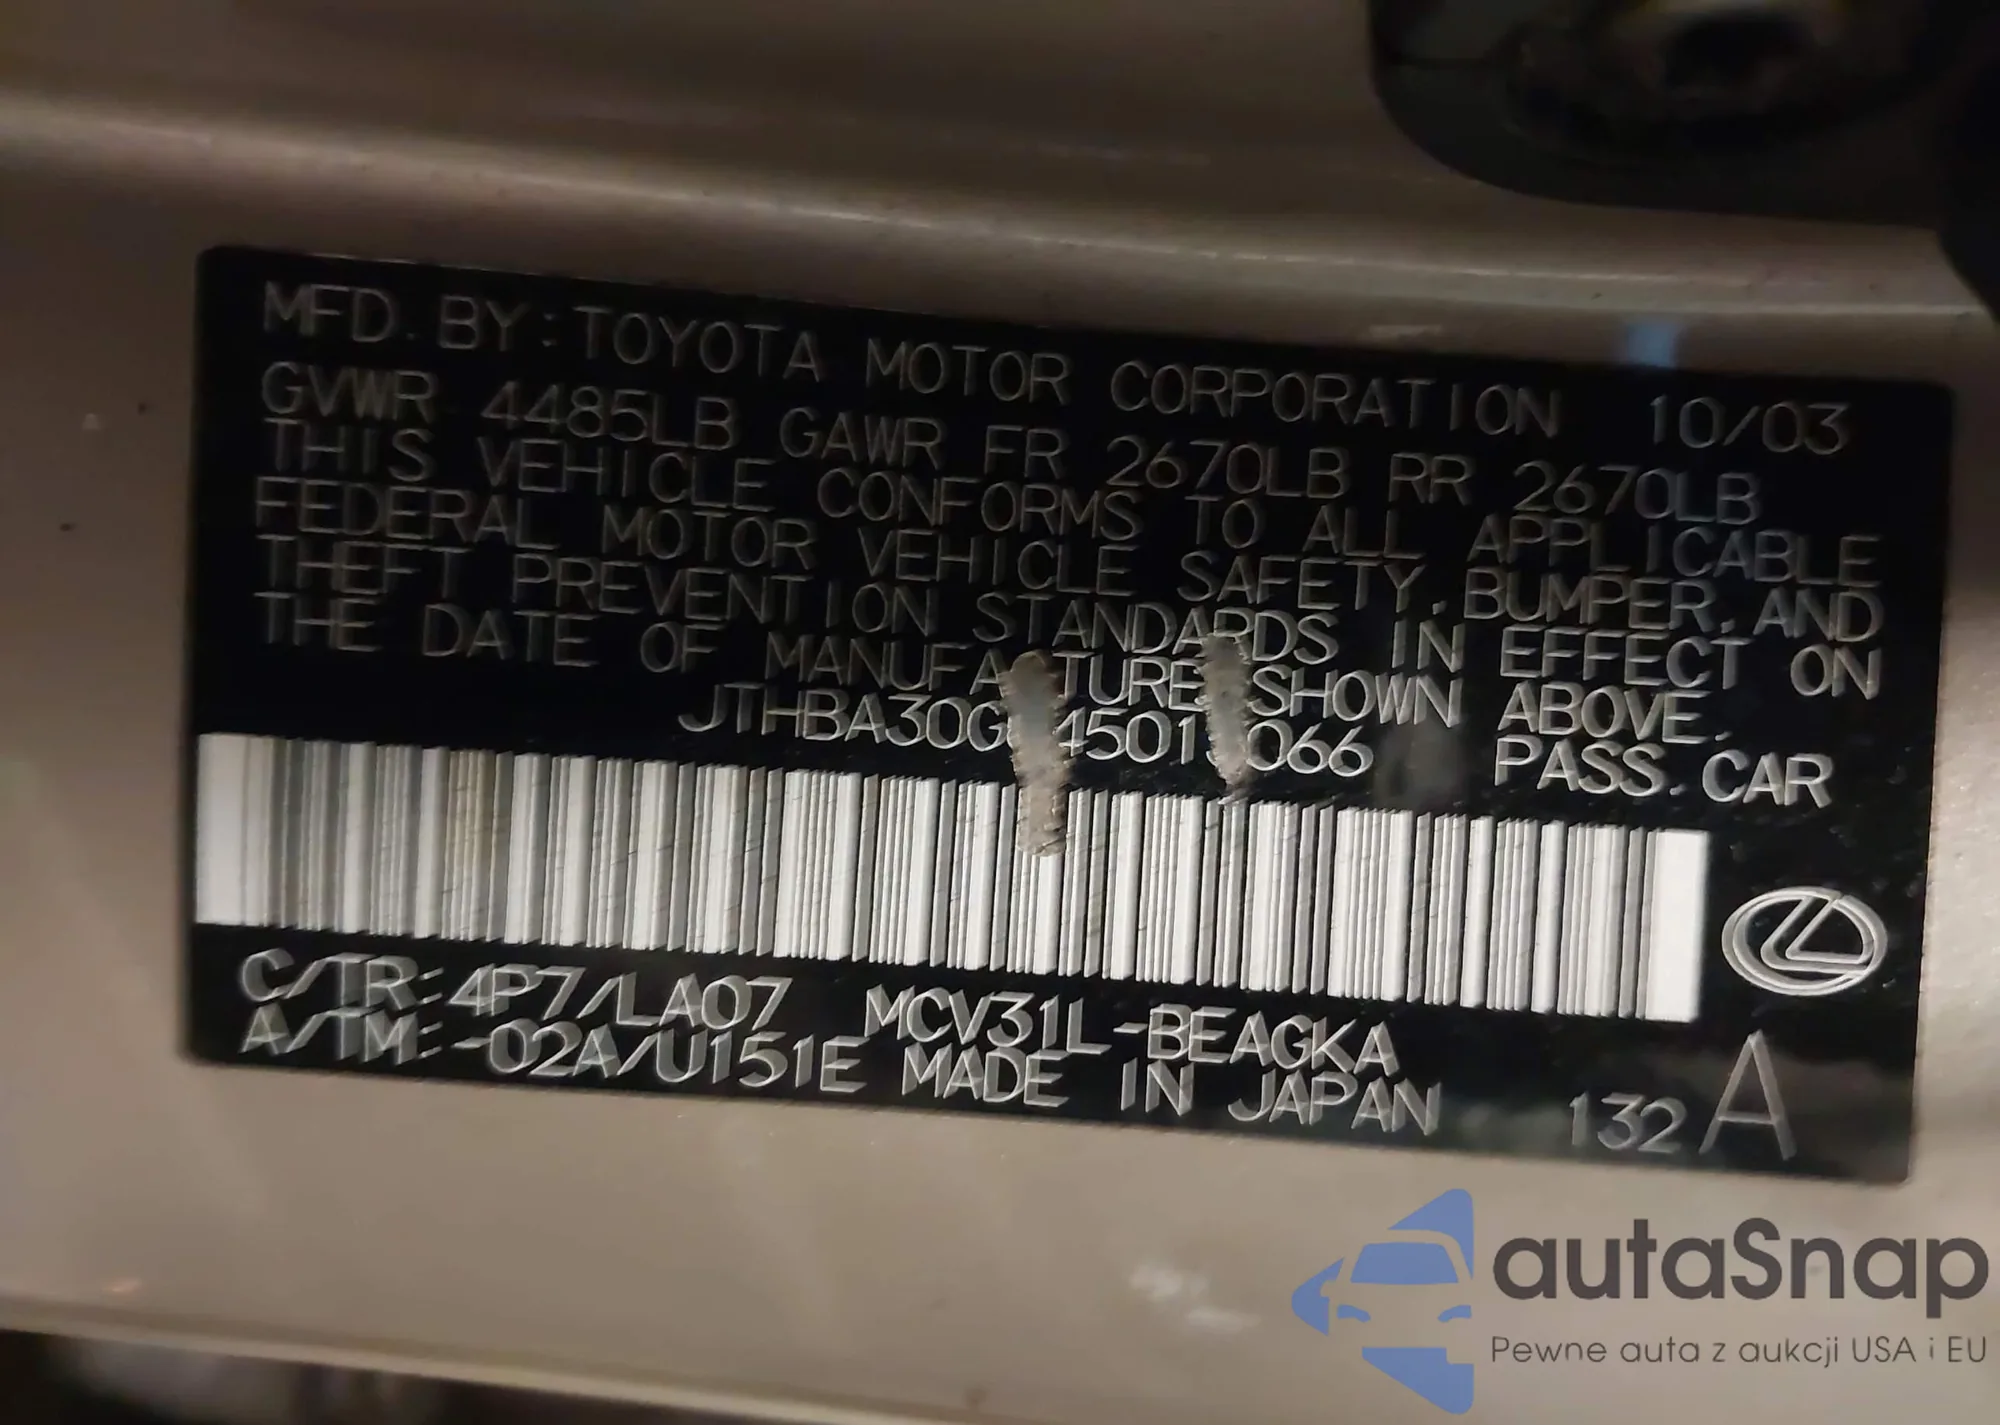 MFD. BY: TOYOTA MOTOR CORPORATION 10/03
GVWR 4485LB GAWR FR 2670LB RR 2670LB
THIS VEHICLE CONFORMS TO ALL APPLICABLE
FEDERAL MOTOR VEHICLE SAFETY, BUMPER, AND
THEFT PREVENTION STANDARDS IN EFFECT ON
THE DATE OF SHOWN ABOVE.
PASS. CAR
C/TR: 4P7/LA07 MCV31L-BEAGKA
A/TM: -02A/U151E MADE IN JAPAN 132 A
autaSnap
Pewne auta z aukcji USA i EU